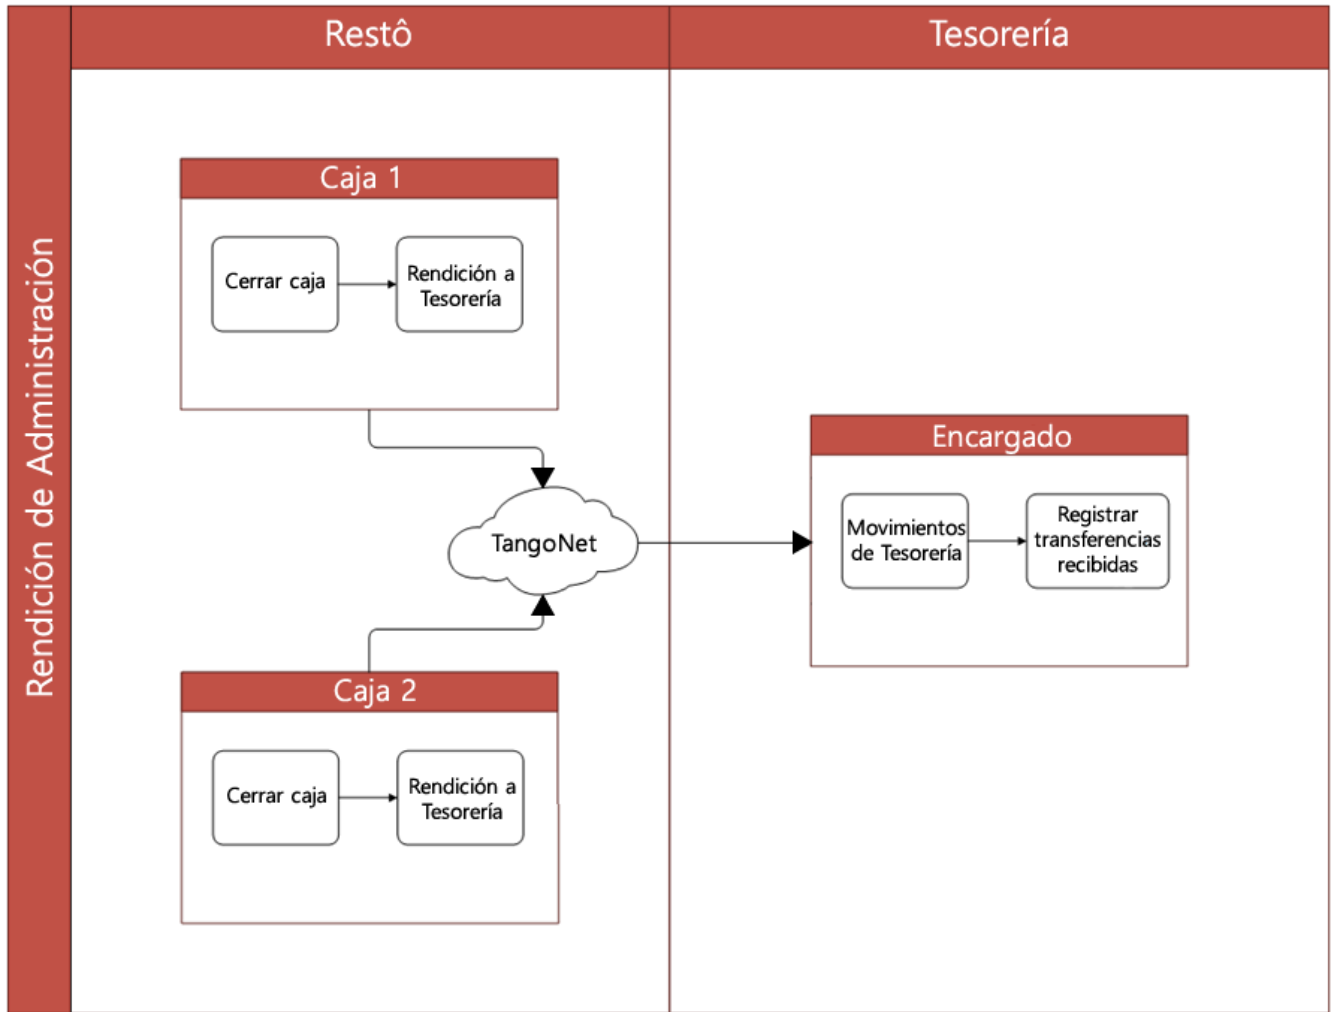 Restô
Tesorería
Rendición de Administración
Caja 1
Cerrar caja
Rendición a
Tesorería
TangoNet
Encargado
Movimientos
de Tesorería
Registrar
transferencias
recibidas
Caja 2
Cerrar caja
Rendición a
Tesorería